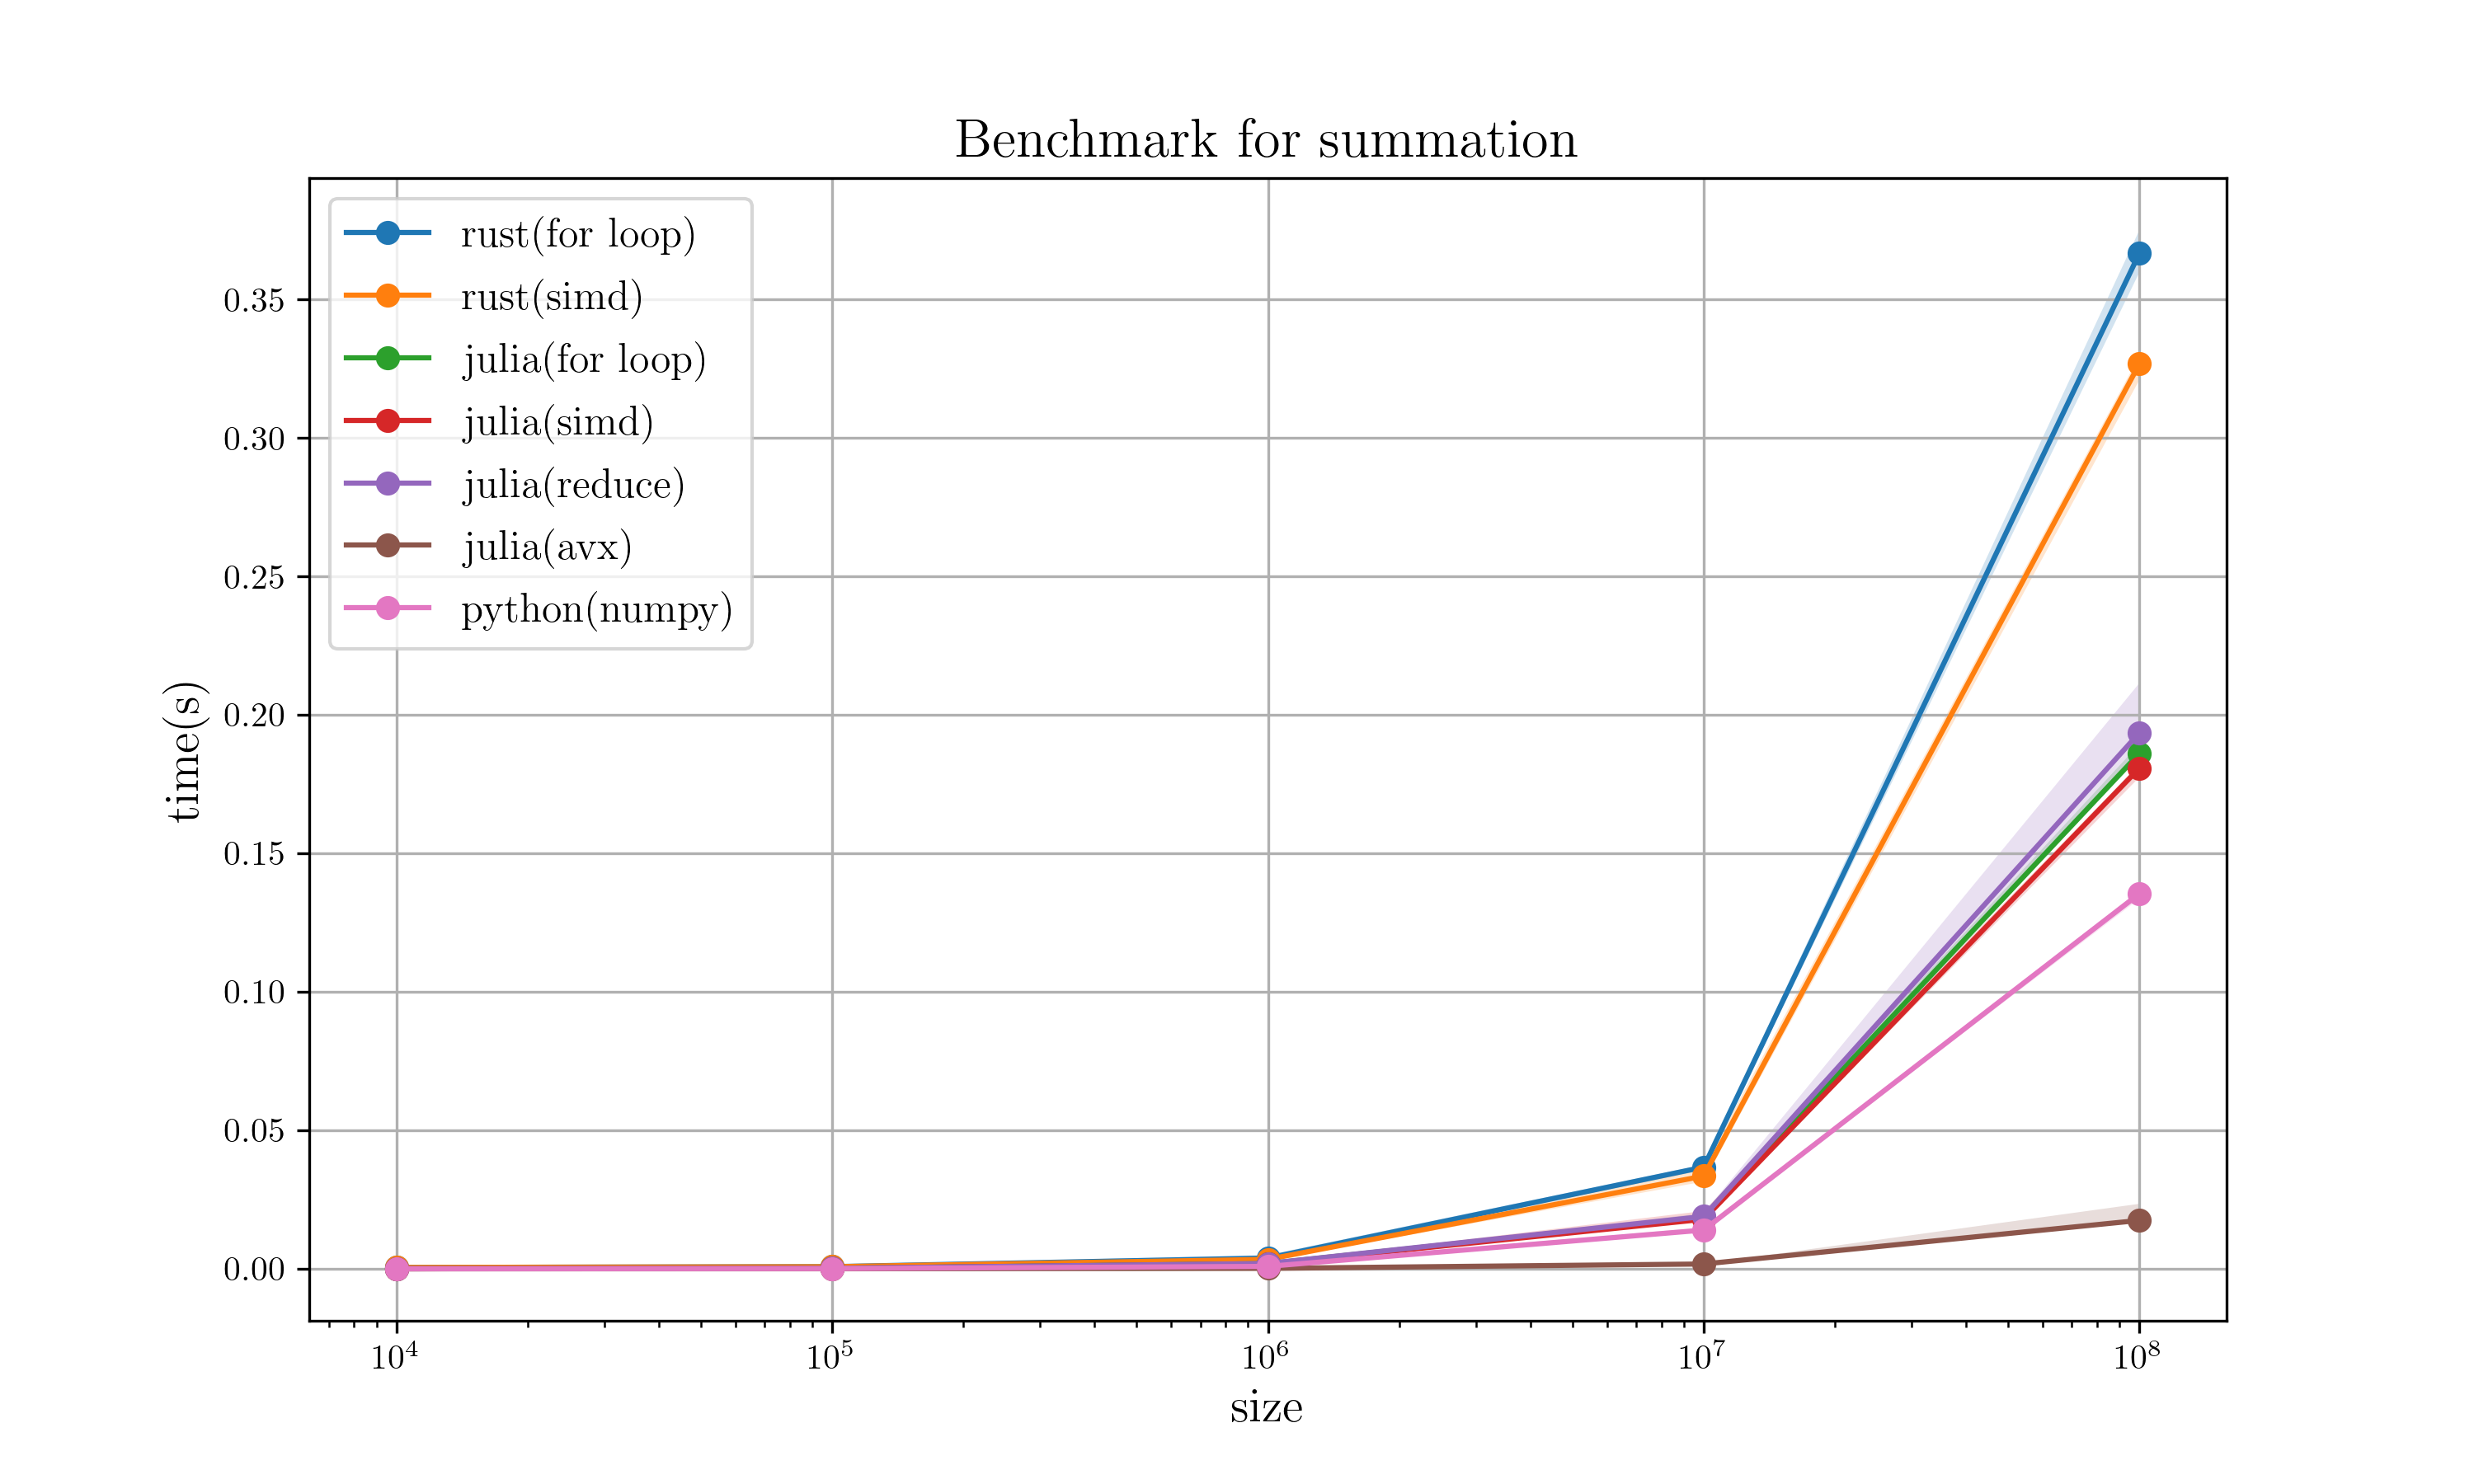 Benchmark for summation
rust(for loop)
rust(simd)
julia(for loop)
julia(simd)
julia(reduce)
julia(avx)
python(numpy)
time(s)
0.35
0.30
0.25
0.20
0.15
0.10
0.05
0.00
10⁴ 10⁵ 10⁶ 10⁷ 10⁸
size